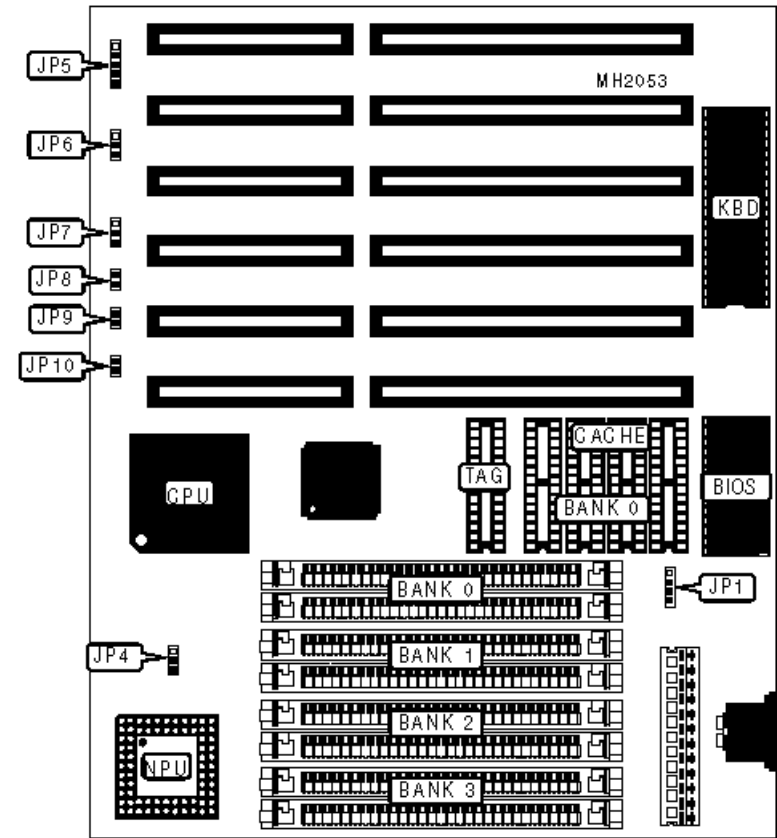 JP5
MH2053
JP6
KBD
JP7
JP8
JP9
JP10
CACHE
TAG
CPU
BIOS
BANK 0
BANK 0
JP1
BANK 1
JP4
BANK 2
NPU
BANK 3